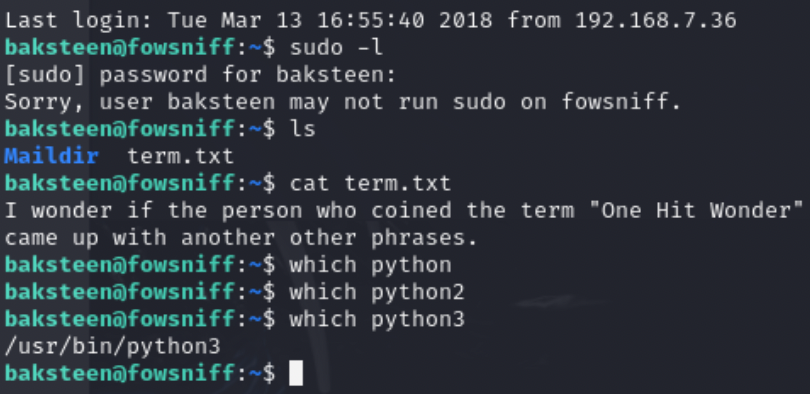 Last login: Tue Mar 13 16:55:40 2018 from 192.168.7.36
baksteen@fowsniff:~$ sudo -l
[sudo] password for baksteen:
Sorry, user baksteen may not run sudo on fowsniff.
baksteen@fowsniff:~$ ls
Maildir  term.txt
baksteen@fowsniff:~$ cat term.txt
I wonder if the person who coined the term "One Hit Wonder"
came up with another other phrases.
baksteen@fowsniff:~$ which python
baksteen@fowsniff:~$ which python2
baksteen@fowsniff:~$ which python3
/usr/bin/python3
baksteen@fowsniff:~$